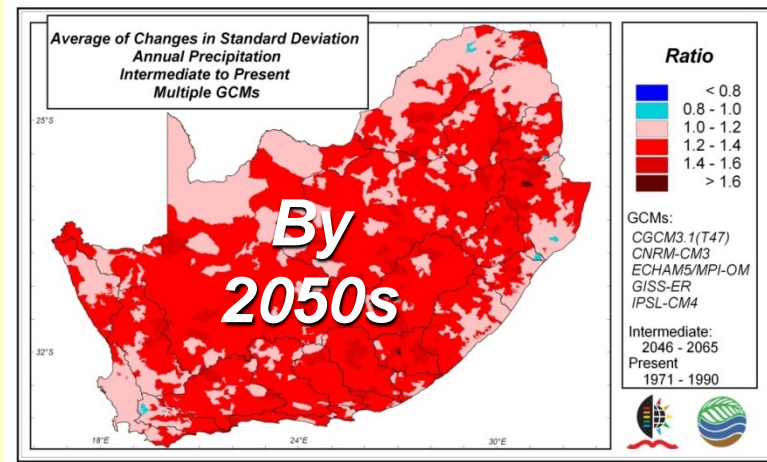 Average of Changes in Standard Deviation
Annual Precipitation
Intermediate to Present
Multiple GCMs
25°S
32°S
18°E
24°E
30°E
By
2050s
Ratio
< 0.8
0.8 - 1.0
1.0 - 1.2
1.2 - 1.4
1.4 - 1.6
> 1.6
GCMs:
CGCM3.1(T47)
CNRM-CM3
ECHAM5/MPI-OM
GISS-ER
IPSL-CM4
Intermediate:
2046 - 2065
Present
1971 - 1990